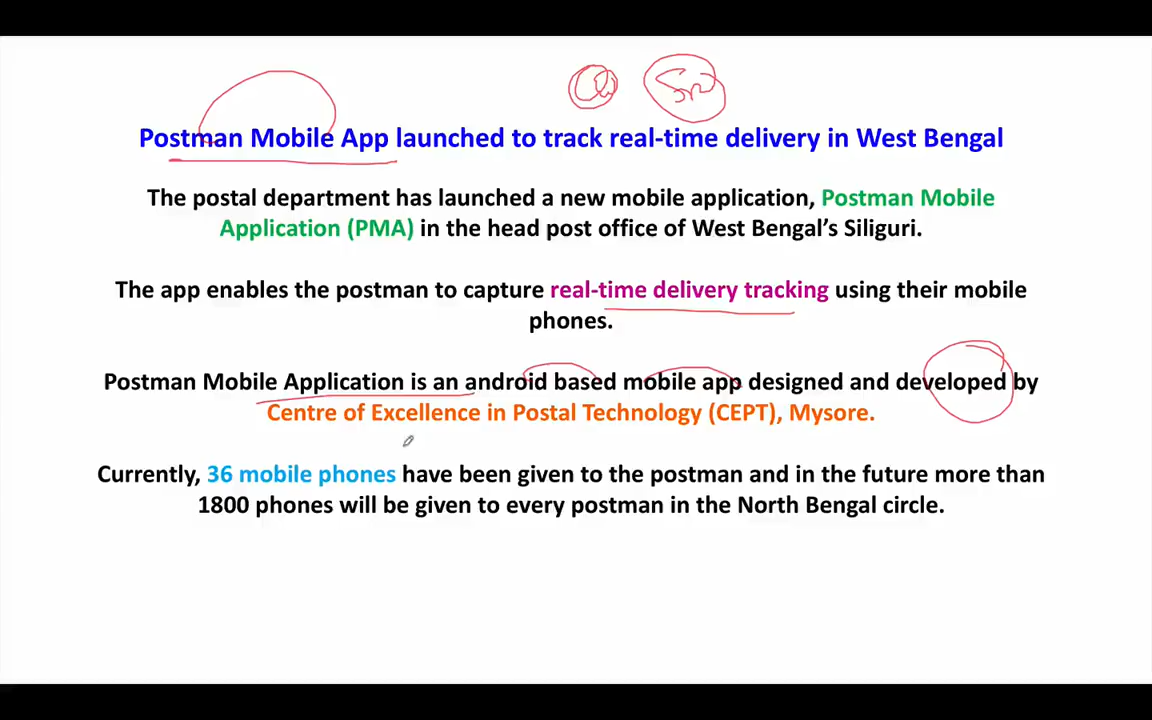 Postman Mobile App launched to track real-time delivery in West Bengal
The postal department has launched a new mobile application, Postman Mobile
Application (PMA) in the head post office of West Bengal's Siliguri.
The app enables the postman to capture real-time delivery tracking using their mobile
phones.
Postman Mobile Application is an android based mobile app designed and developed by
Centre of Excellence in Postal Technology (CEPT), Mysore.
Currently, 36 mobile phones have been given to the postman and in the future more than
1800 phones will be given to every postman in the North Bengal circle.